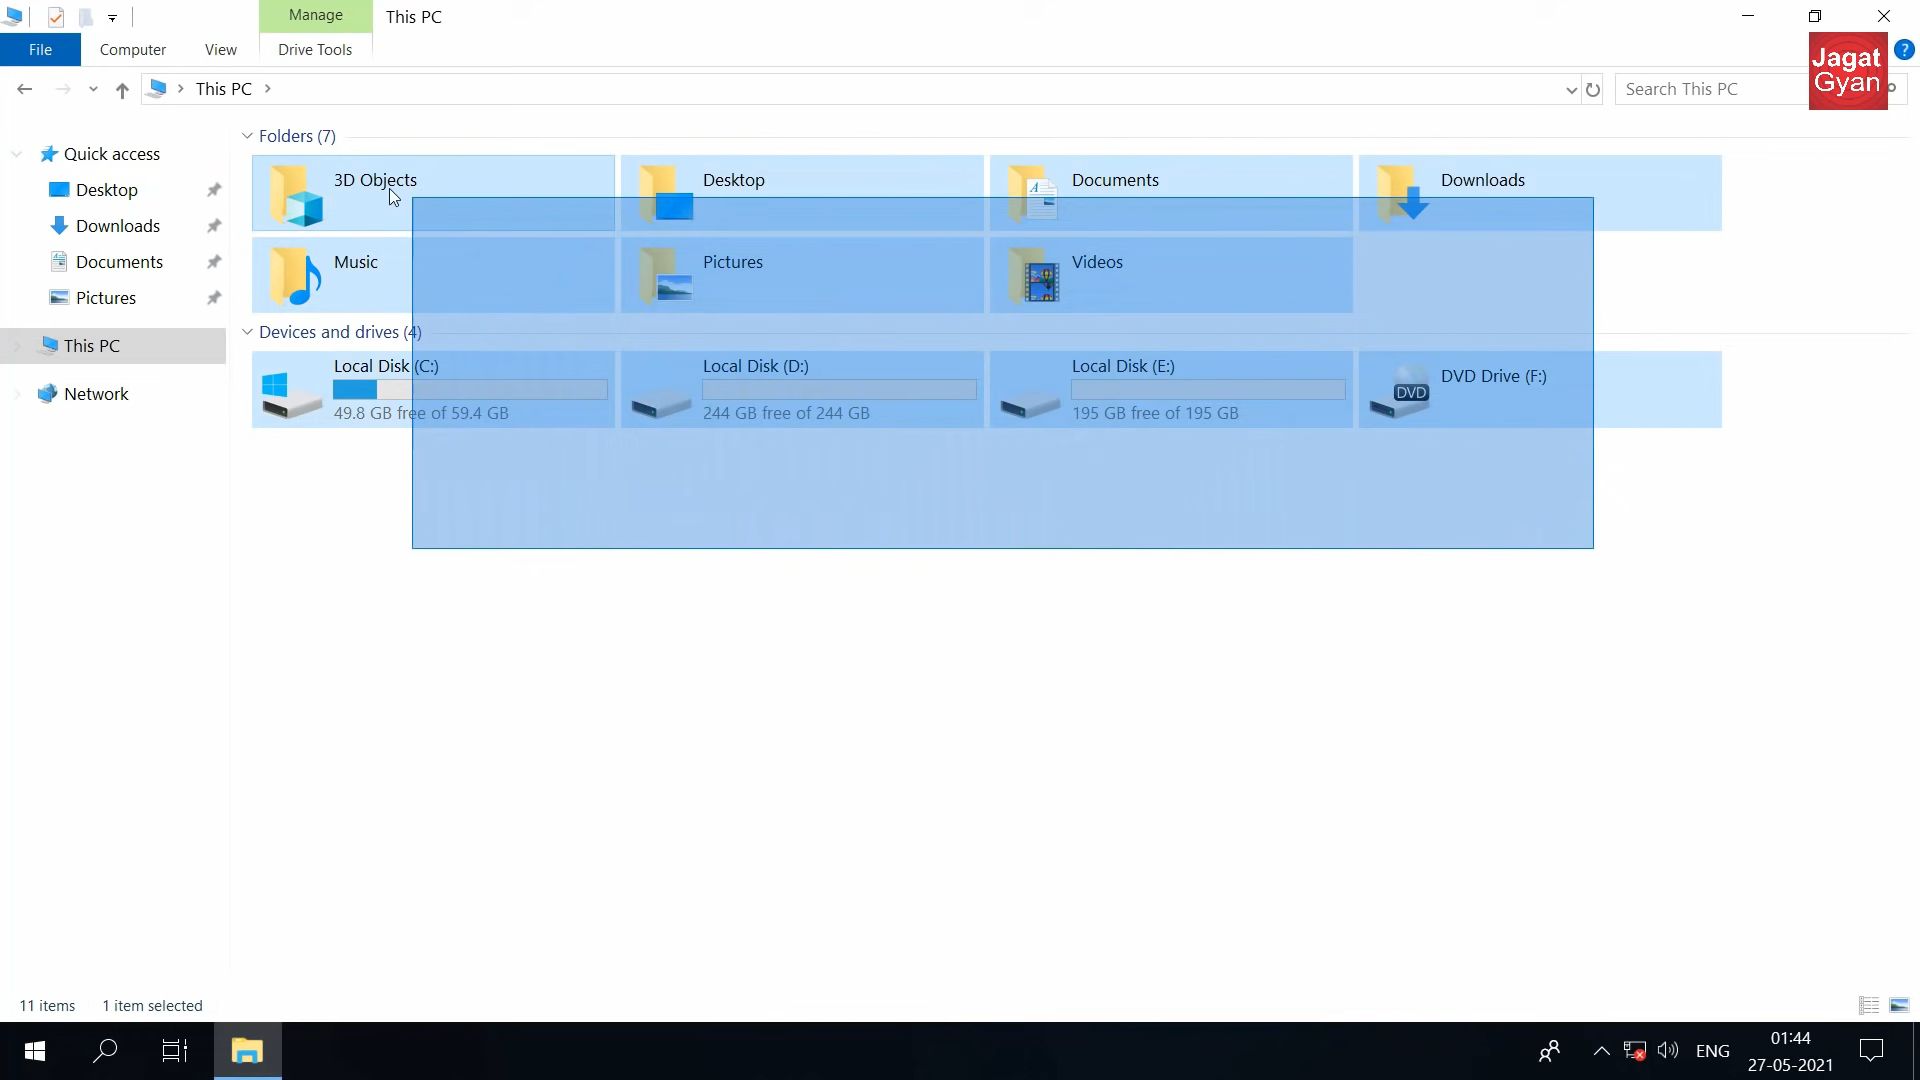 Manage
This PC
File
Computer
View
Drive Tools
Jagat
Gyan
?
This PC
Search This PC
Folders (7)
Quick access
Desktop
Downloads
Documents
Pictures
This PC
Network
3D Objects
Desktop
Documents
Downloads
Music
Pictures
Videos
Devices and drives (4)
Local Disk (C:)
49.8 GB free of 59.4 GB
Local Disk (D:)
244 GB free of 244 GB
Local Disk (E:)
195 GB free of 195 GB
DVD
DVD Drive (F:)
11 items
1 item selected
ENG
01:44
27-05-2021